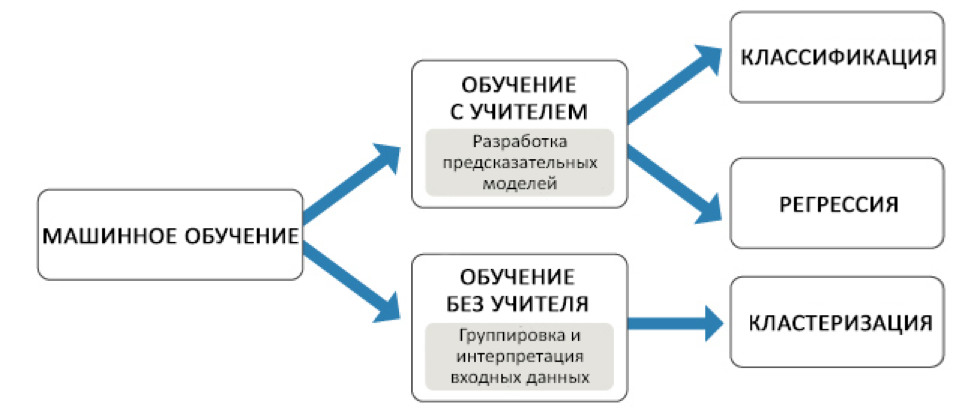 МАШИННОЕ ОБУЧЕНИЕ
ОБУЧЕНИЕ
С УЧИТЕЛЕМ
Разработка
предсказательных
моделей
ОБУЧЕНИЕ
БЕЗ УЧИТЕЛЯ
Группировка и
интерпретация
входных данных
КЛАССИФИКАЦИЯ
РЕГРЕССИЯ
КЛАСТЕРИЗАЦИЯ